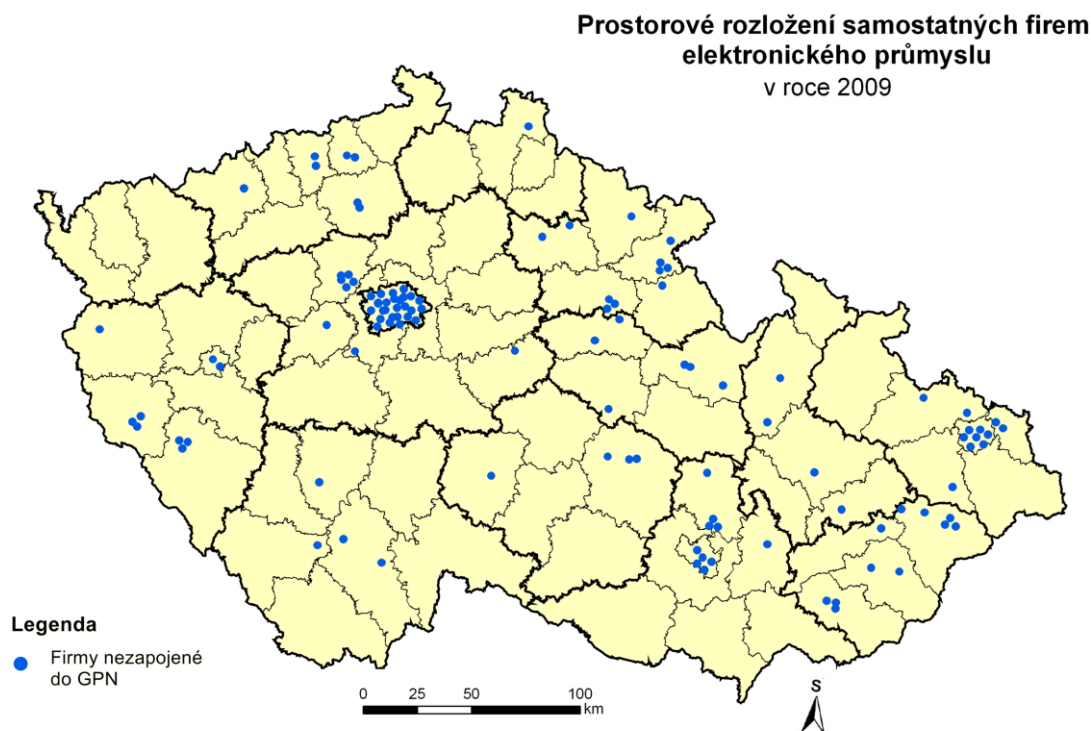 Prostorové rozložení samostatných firem
elektronického průmyslu
v roce 2009
Legenda
Firmy nezapojené
do GPN
0 25 50 100
km
S